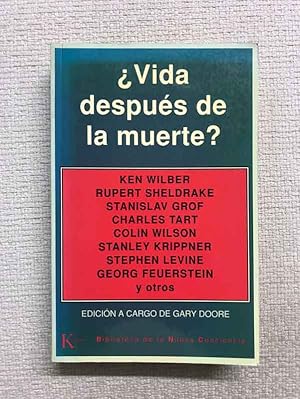 ¿Vida
después de
la muerte?
KEN WILBER
RUPERT SHELDRAKE
STANISLAV GROF
CHARLES TART
COLIN WILSON
STANLEY KRIPPNER
STEPHEN LEVINE
GEORG FEUERSTEIN
y otros
EDICIÓN A CARGO DE GARY DOORE
K
Biblioteca de la Nueva Conciencia